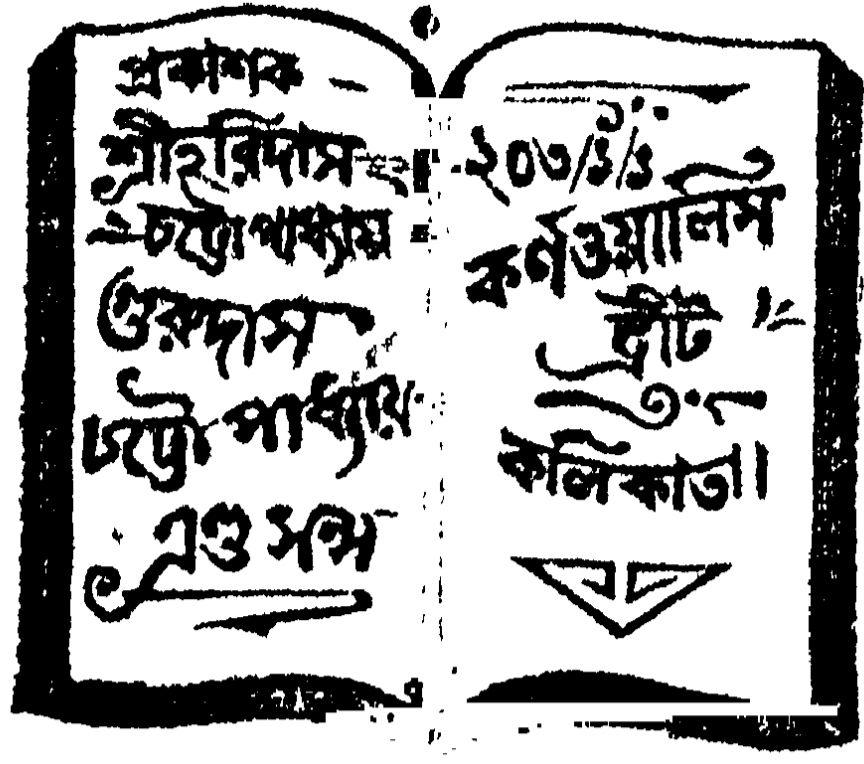 প্রকাশক —
শ্রীহরিদাস
চট্টোপাধ্যায়
গুরুদাস
চট্টোপাধ্যায়
এণ্ড সন্স
২০৩/১/১
কর্ণওয়ালিস
ষ্ট্রীট
কলিকাতা।